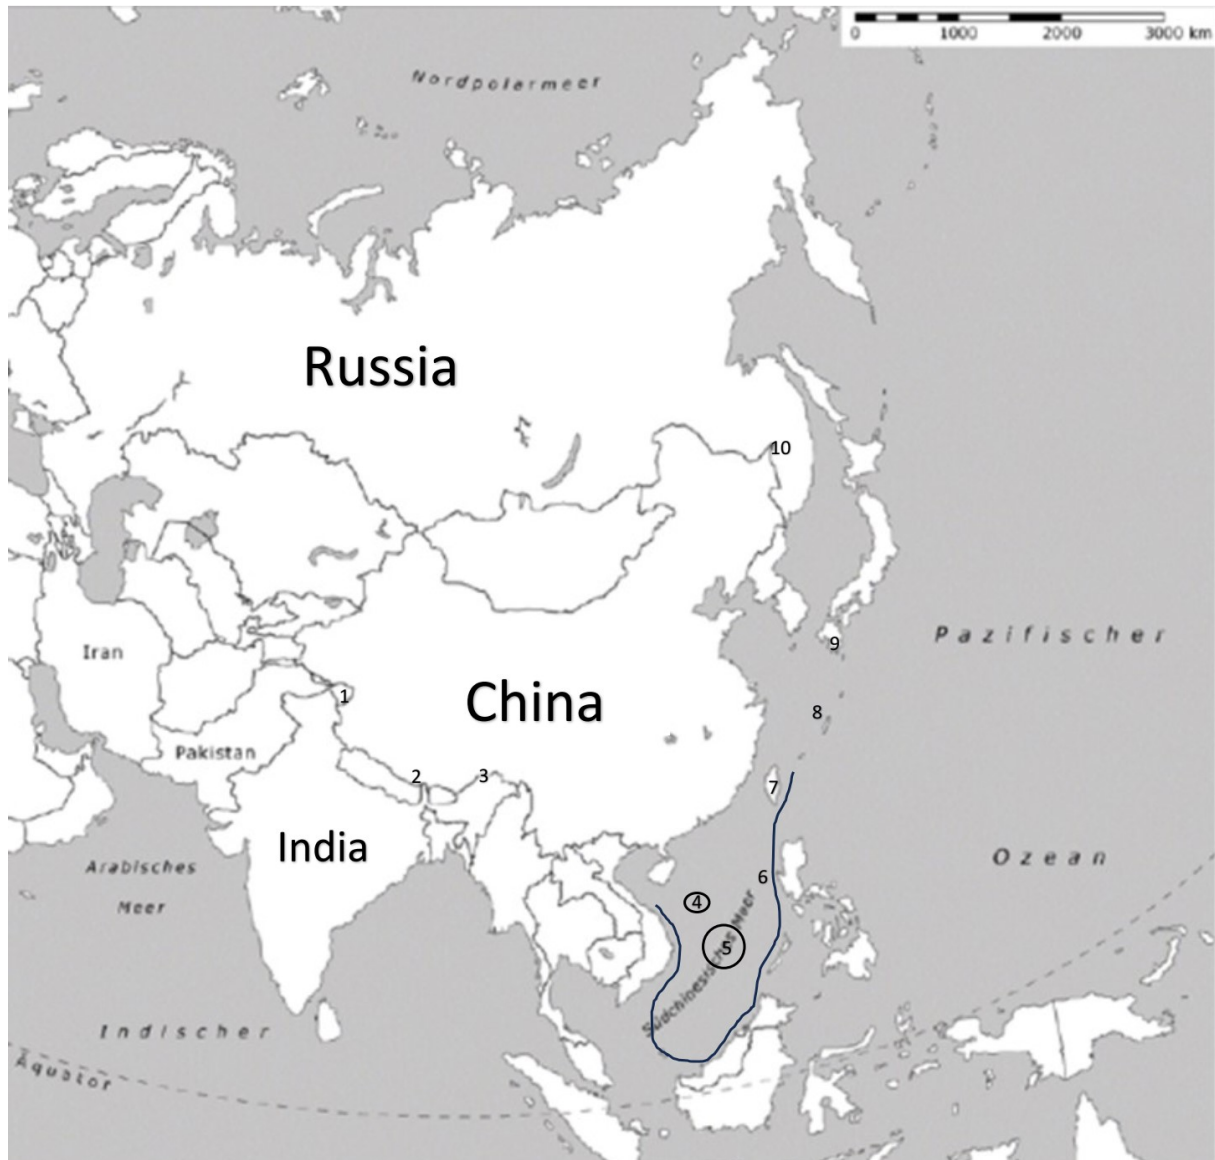 0 1000 2000 3000 km
Nordpolarmeer
Russia
10
Pazifischer
9
Iran
1
China
8
Pakistan
2
3
7
India
Ozean
Arabisches
Meer
6
4
5
Südchinesisches Meer
Indischer
Äquator